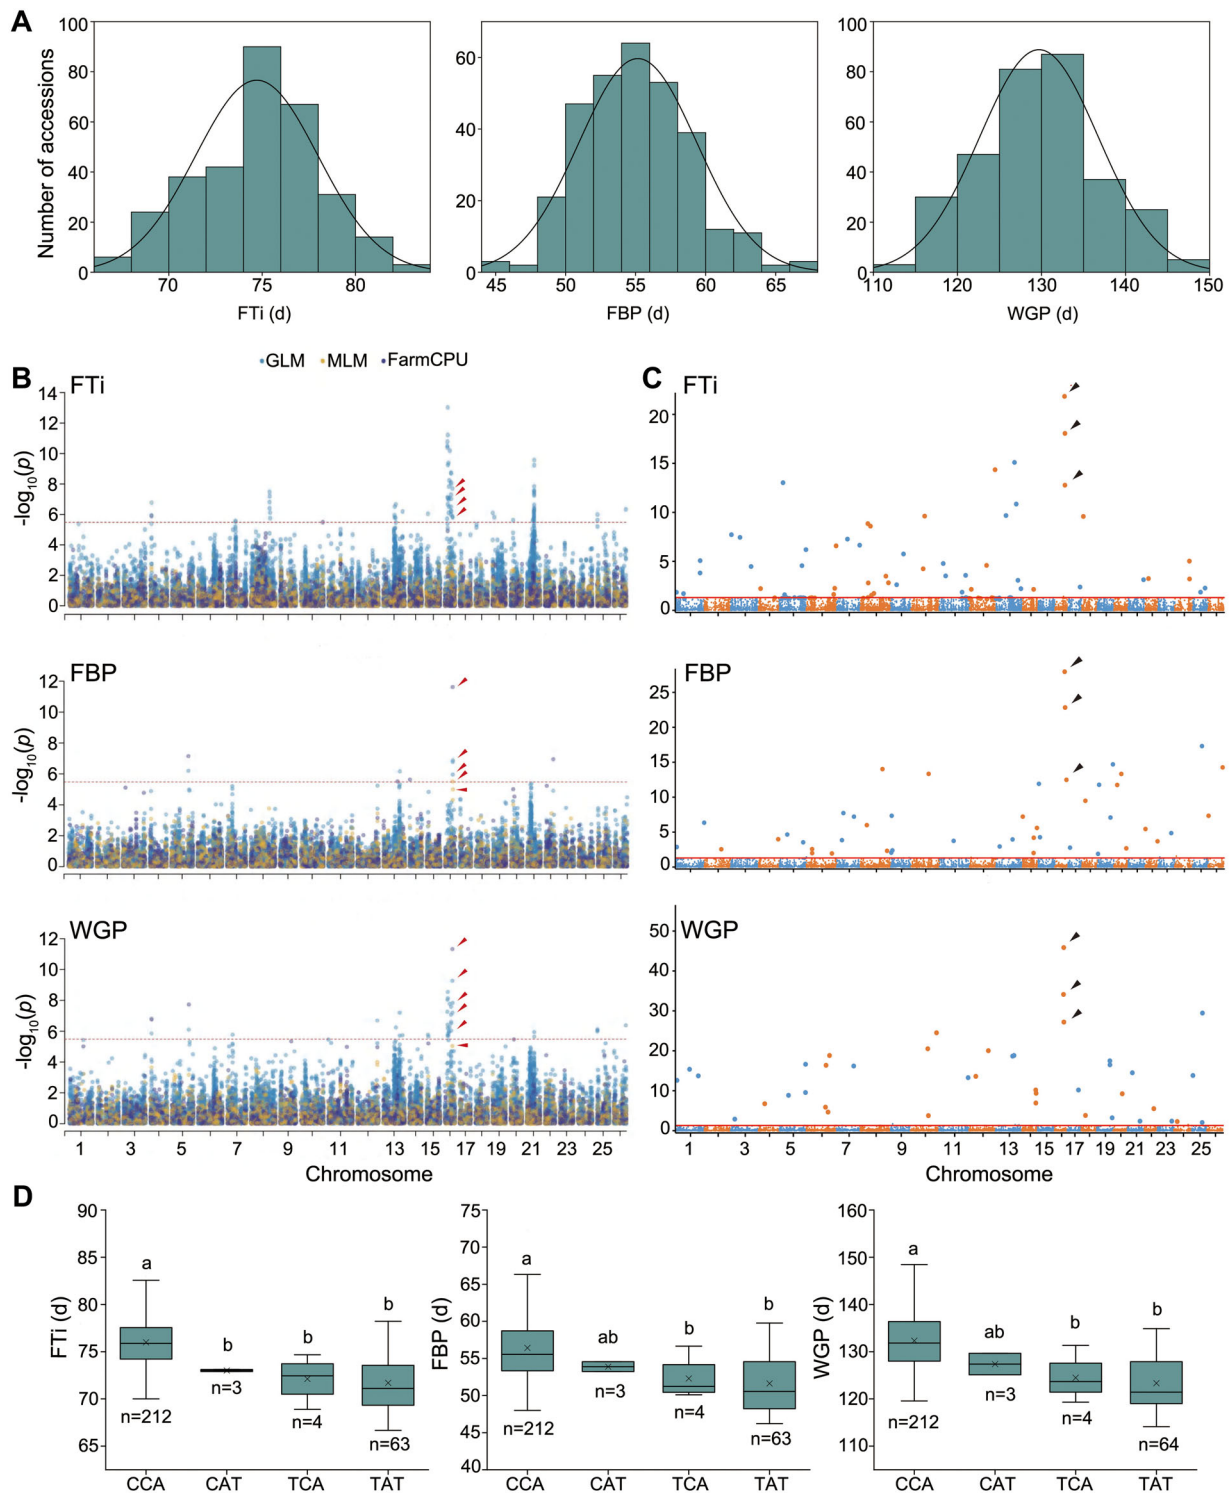 A
Number of accessions
100
80
60
40
20
0
70 75 80
FTi (d)
60
40
20
0
45 50 55 60 65
FBP (d)
100
80
60
40
20
0
110 120 130 140 150
WGP (d)
GLM MLM FarmCPU
B
FTi
-log10(p)
14
12
10
8
6
4
2
0
FBP
-log10(p)
12
10
8
6
4
2
0
WGP
-log10(p)
12
10
8
6
4
2
0
1 3 5 7 9 11 13 15 17 19 21 23 25
Chromosome
C
FTi
20
15
10
5
0
FBP
25
20
15
10
5
0
WGP
50
40
30
20
10
0
1 3 5 7 9 11 13 15 17 19 21 23 25
Chromosome
D
FTi (d)
90
85
80
75
70
65
a b b b
n=212 n=3 n=4 n=63
CCA CAT TCA TAT
FBP (d)
75
70
65
60
55
50
45
40
a ab b b
n=212 n=3 n=4 n=63
CCA CAT TCA TAT
WGP (d)
160
150
140
130
120
110
a ab b b
n=212 n=3 n=4 n=64
CCA CAT TCA TAT